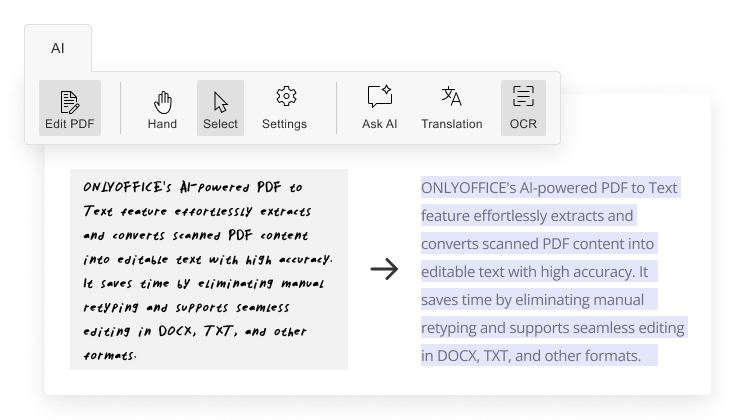 AI
Edit PDF
Hand
Select
Settings
Ask AI
Translation
OCR
ONLYOFFICE's AI-powered PDF to
Text feature effortlessly extracts
and converts scanned PDF content
into editable text with high accuracy.
It saves time by eliminating manual
retyping and supports seamless
editing in DOCX, TXT, and other
formats.
ONLYOFFICE's AI-powered PDF to Text
feature effortlessly extracts and
converts scanned PDF content into
editable text with high accuracy. It
saves time by eliminating manual
retyping and supports seamless editing
in DOCX, TXT, and other formats.